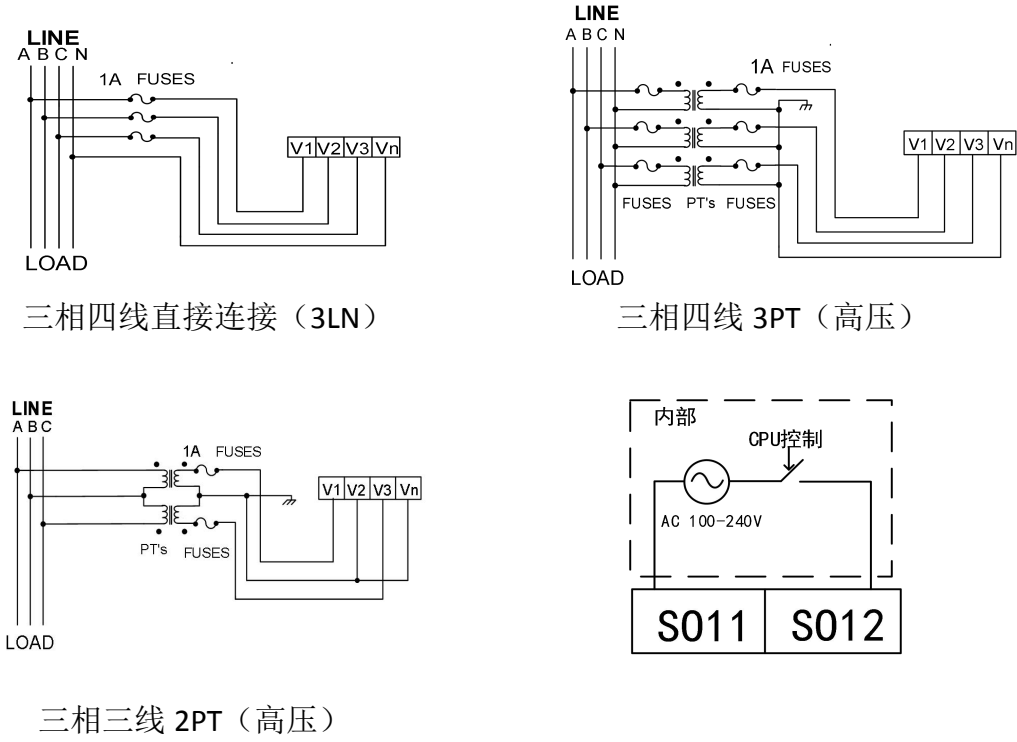 LINE
A B C N
1A FUSES
V1 V2 V3 Vn
LOAD
三相四线直接连接（3LN）
LINE
A B C N
1A FUSES
V1 V2 V3 Vn
FUSES PT's FUSES
LOAD
三相四线 3PT（高压）
LINE
A B C
1A FUSES
V1 V2 V3 Vn
PT's FUSES
LOAD
三相三线 2PT（高压）
内部
CPU控制
AC 100-240V
SO11 SO12